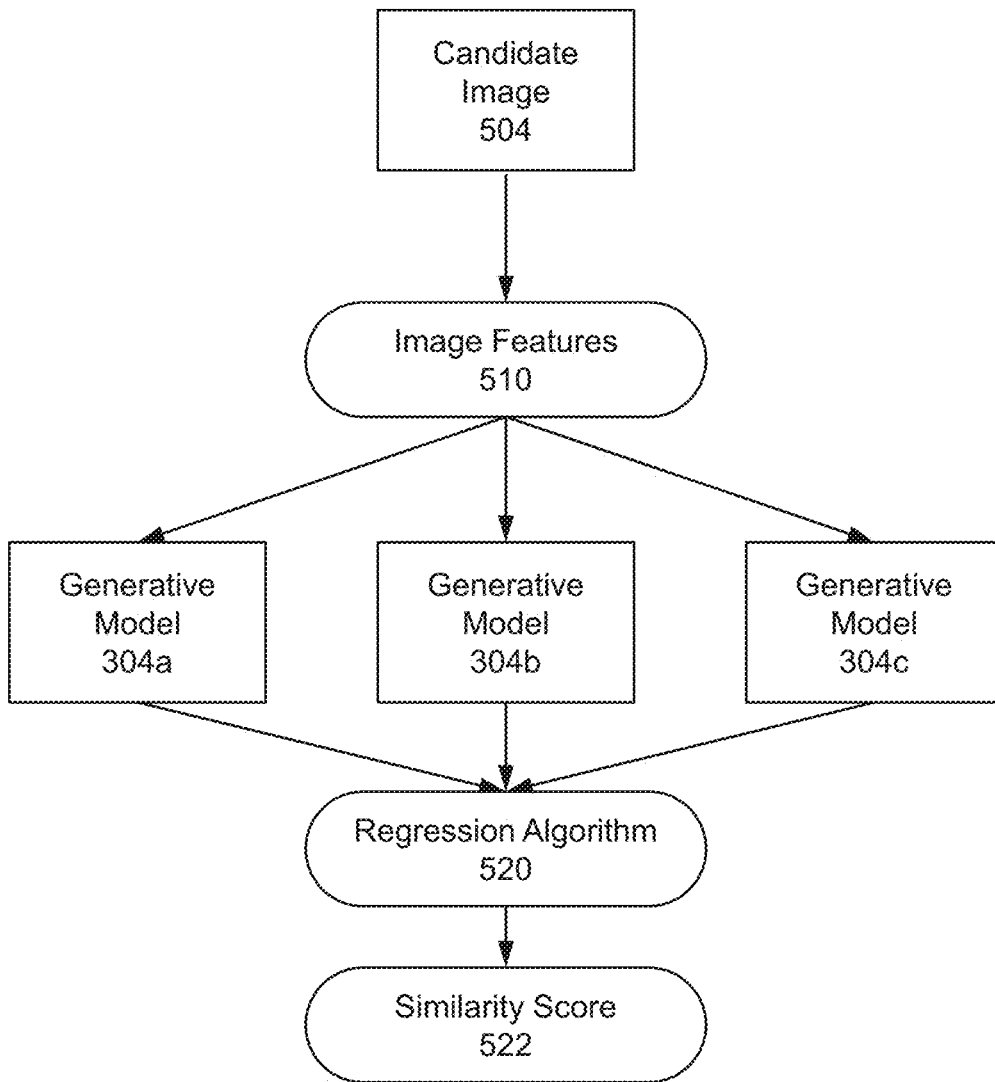 Candidate
Image
504
Image Features
510
Generative
Model
304a
Generative
Model
304b
Generative
Model
304c
Regression Algorithm
520
Similarity Score
522